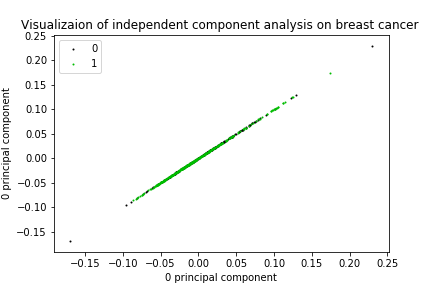 Visualizaion of independent component analysis on breast cancer
0
1
0.25
0.20
0.15
0.10
0.05
0.00
−0.05
−0.10
−0.15
0 principal component
−0.15 −0.10 −0.05 0.00 0.05 0.10 0.15 0.20 0.25
0 principal component